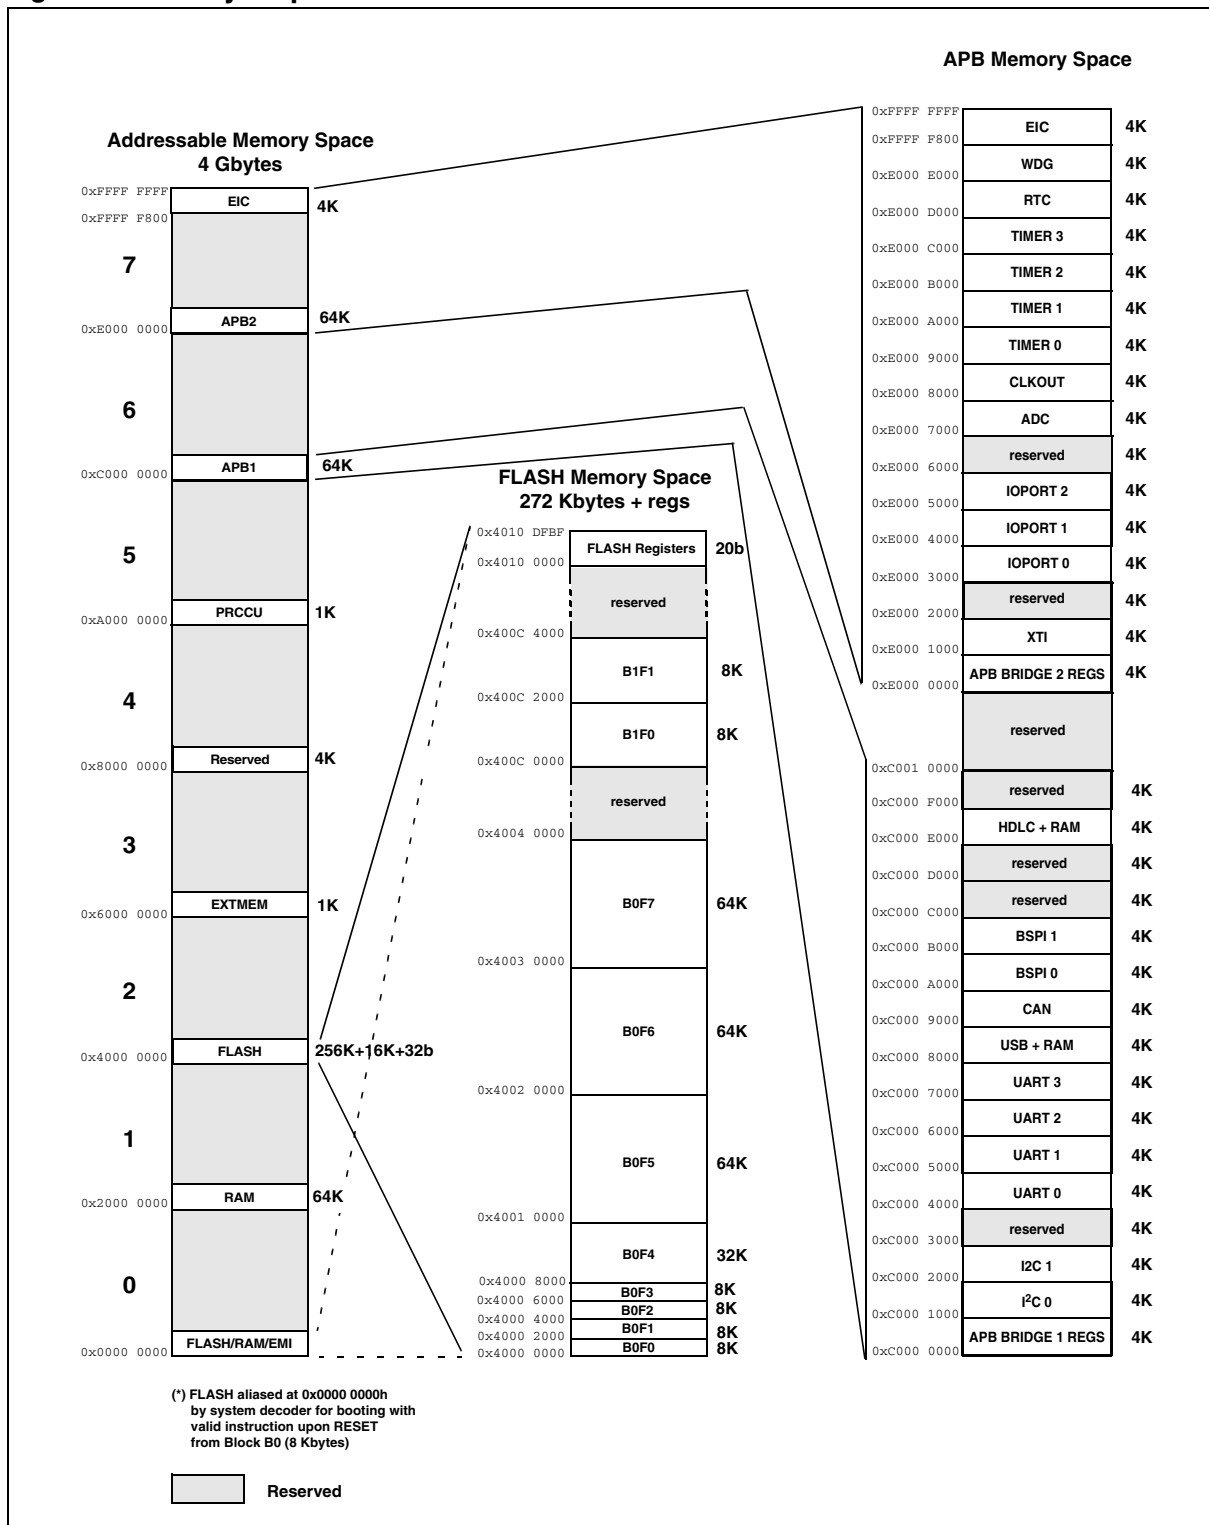 APB Memory Space
Addressable Memory Space
4 Gbytes
0xFFFF FFFF
EIC
4K
0xFFFF F800
7
APB2
64K
0xE000 0000
6
APB1
64K
0xC000 0000
5
PRCCU
1K
0xA000 0000
4
Reserved
4K
0x8000 0000
3
EXTMEM
1K
0x6000 0000
2
FLASH
256K+16K+32b
0x4000 0000
1
RAM
64K
0x2000 0000
0
FLASH/RAM/EMI
0x0000 0000
(*) FLASH aliased at 0x0000 0000h
by system decoder for booting with
valid instruction upon RESET
from Block B0 (8 Kbytes)
Reserved
FLASH Memory Space
272 Kbytes + regs
0x4010 DFBF
FLASH Registers
20b
0x4010 0000
reserved
0x400C 4000
B1F1
8K
0x400C 2000
B1F0
8K
0x400C 0000
reserved
0x4004 0000
B0F7
64K
0x4003 0000
B0F6
64K
0x4002 0000
B0F5
64K
0x4001 0000
B0F4
32K
0x4000 8000
B0F3
8K
0x4000 6000
B0F2
8K
0x4000 4000
B0F1
8K
0x4000 2000
B0F0
8K
0x4000 0000
0xFFFF FFFF
EIC
4K
0xFFFF F800
WDG
4K
0xE000 E000
RTC
4K
0xE000 D000
TIMER 3
4K
0xE000 C000
TIMER 2
4K
0xE000 B000
TIMER 1
4K
0xE000 A000
TIMER 0
4K
0xE000 9000
CLKOUT
4K
0xE000 8000
ADC
4K
0xE000 7000
reserved
4K
0xE000 6000
IOPORT 2
4K
0xE000 5000
IOPORT 1
4K
0xE000 4000
IOPORT 0
4K
0xE000 3000
reserved
4K
0xE000 2000
XTI
4K
0xE000 1000
APB BRIDGE 2 REGS
4K
0xE000 0000
reserved
0xC001 0000
reserved
4K
0xC000 F000
HDLC + RAM
4K
0xC000 E000
reserved
4K
0xC000 D000
reserved
4K
0xC000 C000
BSPI 1
4K
0xC000 B000
BSPI 0
4K
0xC000 A000
CAN
4K
0xC000 9000
USB + RAM
4K
0xC000 8000
UART 3
4K
0xC000 7000
UART 2
4K
0xC000 6000
UART 1
4K
0xC000 5000
UART 0
4K
0xC000 4000
reserved
4K
0xC000 3000
I2C 1
4K
0xC000 2000
I²C 0
4K
0xC000 1000
APB BRIDGE 1 REGS
4K
0xC000 0000